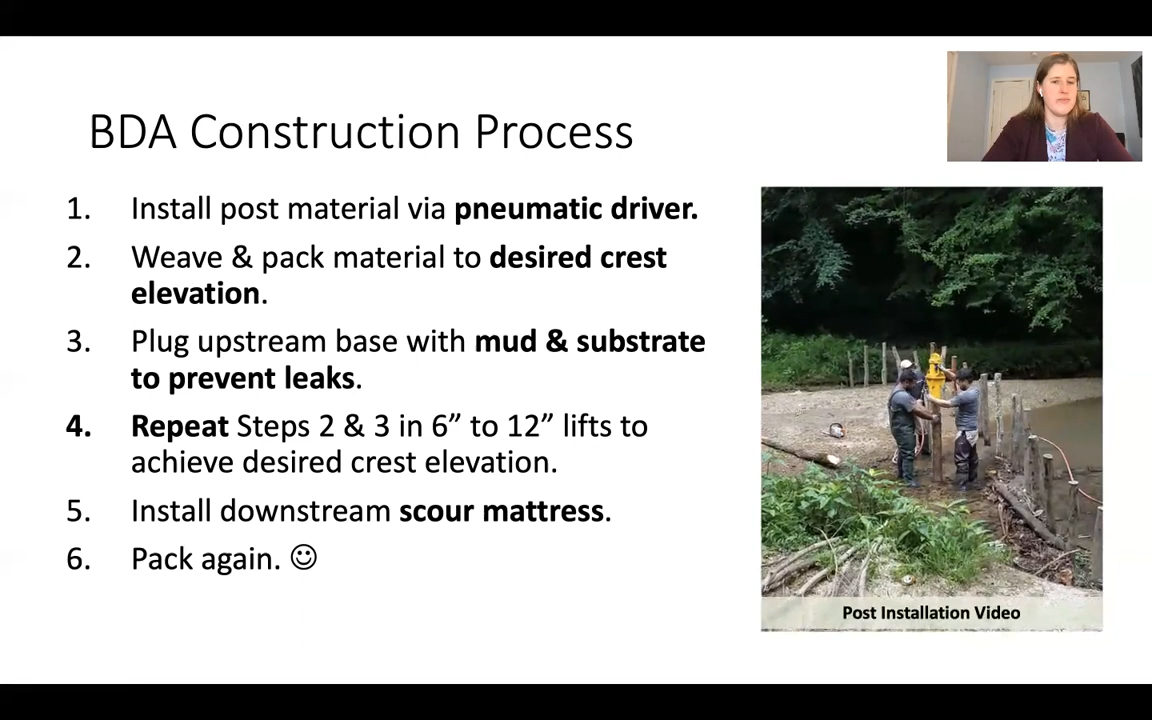 BDA Construction Process
1. Install post material via pneumatic driver.
2. Weave & pack material to desired crest
elevation.
3. Plug upstream base with mud & substrate
to prevent leaks.
4. Repeat Steps 2 & 3 in 6” to 12” lifts to
achieve desired crest elevation.
5. Install downstream scour mattress.
6. Pack again. ☺
Post Installation Video